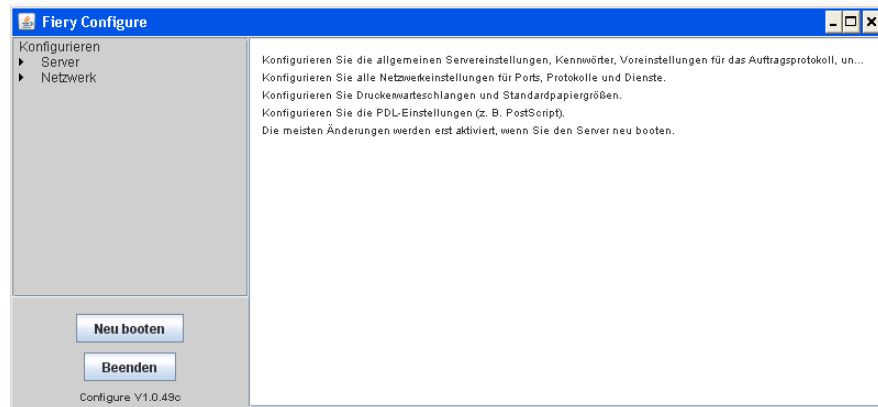 Fiery Configure
Konfigurieren
Server
Netzwerk
Konfigurieren Sie die allgemeinen Servereinstellungen, Kennwörter, Voreinstellungen für das Auftragsprotokoll, un...
Konfigurieren Sie alle Netzwerkeinstellungen für Ports, Protokolle und Dienste.
Konfigurieren Sie Druckerwarteschlangen und Standardpapiergrößen.
Konfigurieren Sie die PDL-Einstellungen (z. B. PostScript).
Die meisten Änderungen werden erst aktiviert, wenn Sie den Server neu booten.
Neu booten
Beenden
Configure V1.0.49c